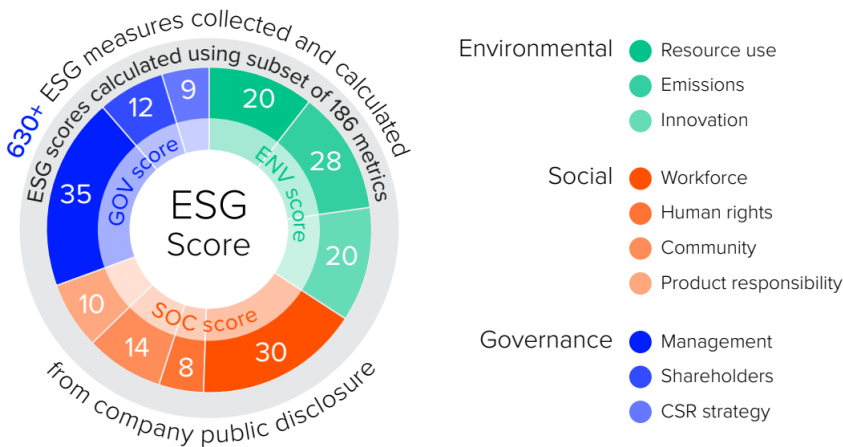 630+ ESG measures collected and calculated
from company public disclosure
ESG scores calculated using subset of 186 metrics
20
28
20
30
8
14
10
35
12
9
ENV score
SOC score
GOV score
ESG
Score
Environmental
Resource use
Emissions
Innovation
Social
Workforce
Human rights
Community
Product responsibility
Governance
Management
Shareholders
CSR strategy